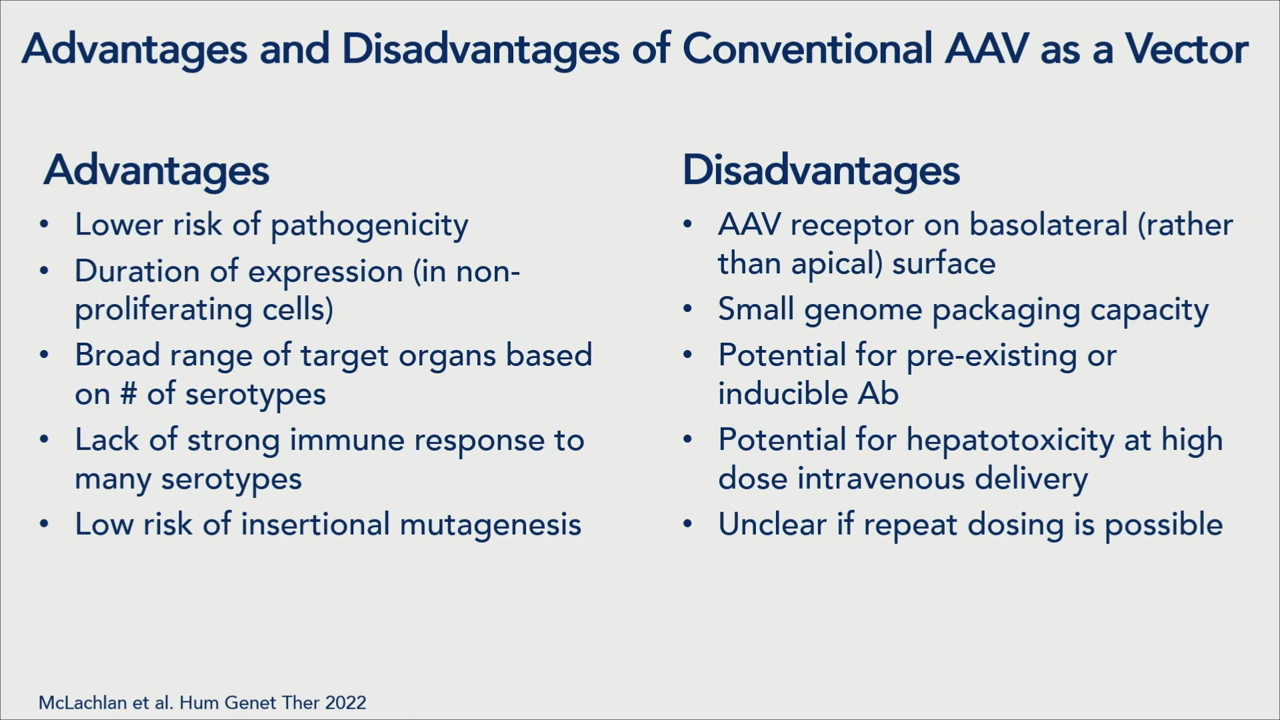 Advantages and Disadvantages of Conventional AAV as a Vector
Advantages
• Lower risk of pathogenicity
• Duration of expression (in non-
proliferating cells)
• Broad range of target organs based
on # of serotypes
• Lack of strong immune response to
many serotypes
• Low risk of insertional mutagenesis
Disadvantages
• AAV receptor on basolateral (rather
than apical) surface
• Small genome packaging capacity
• Potential for pre-existing or
inducible Ab
• Potential for hepatotoxicity at high
dose intravenous delivery
• Unclear if repeat dosing is possible
McLachlan et al. Hum Genet Ther 2022